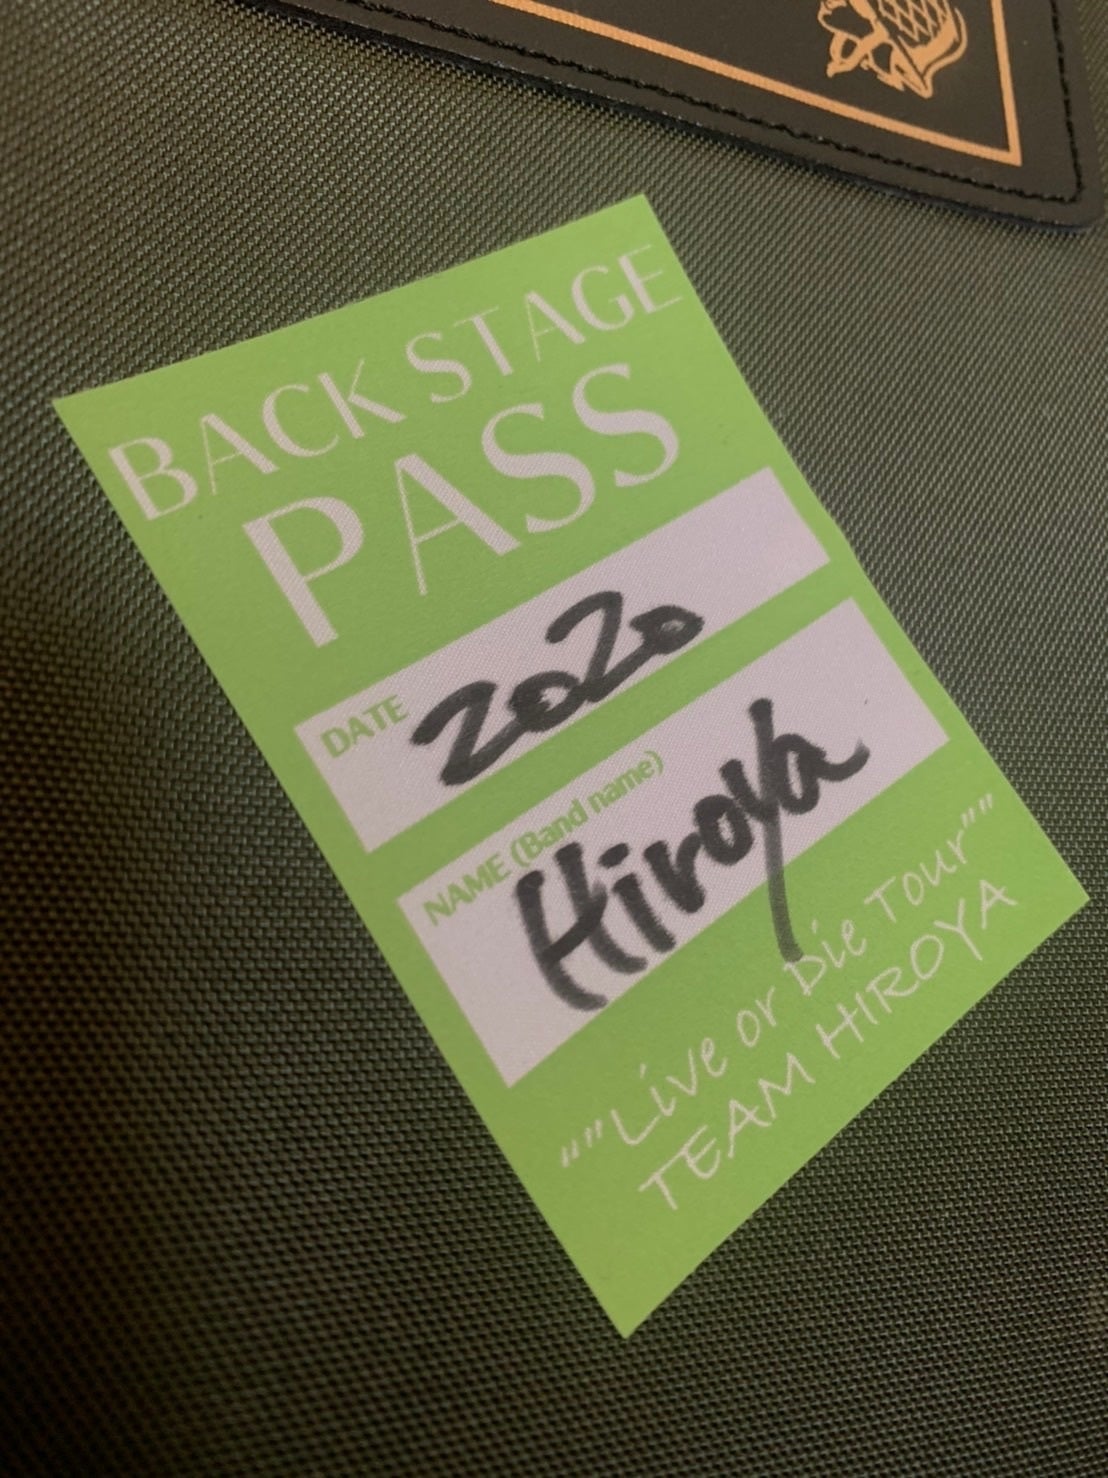 BACK STAGE
PASS
DATE 2020
NAME (Band name)
Hiroya
""Live or Die Tour""
TEAM HIROYA